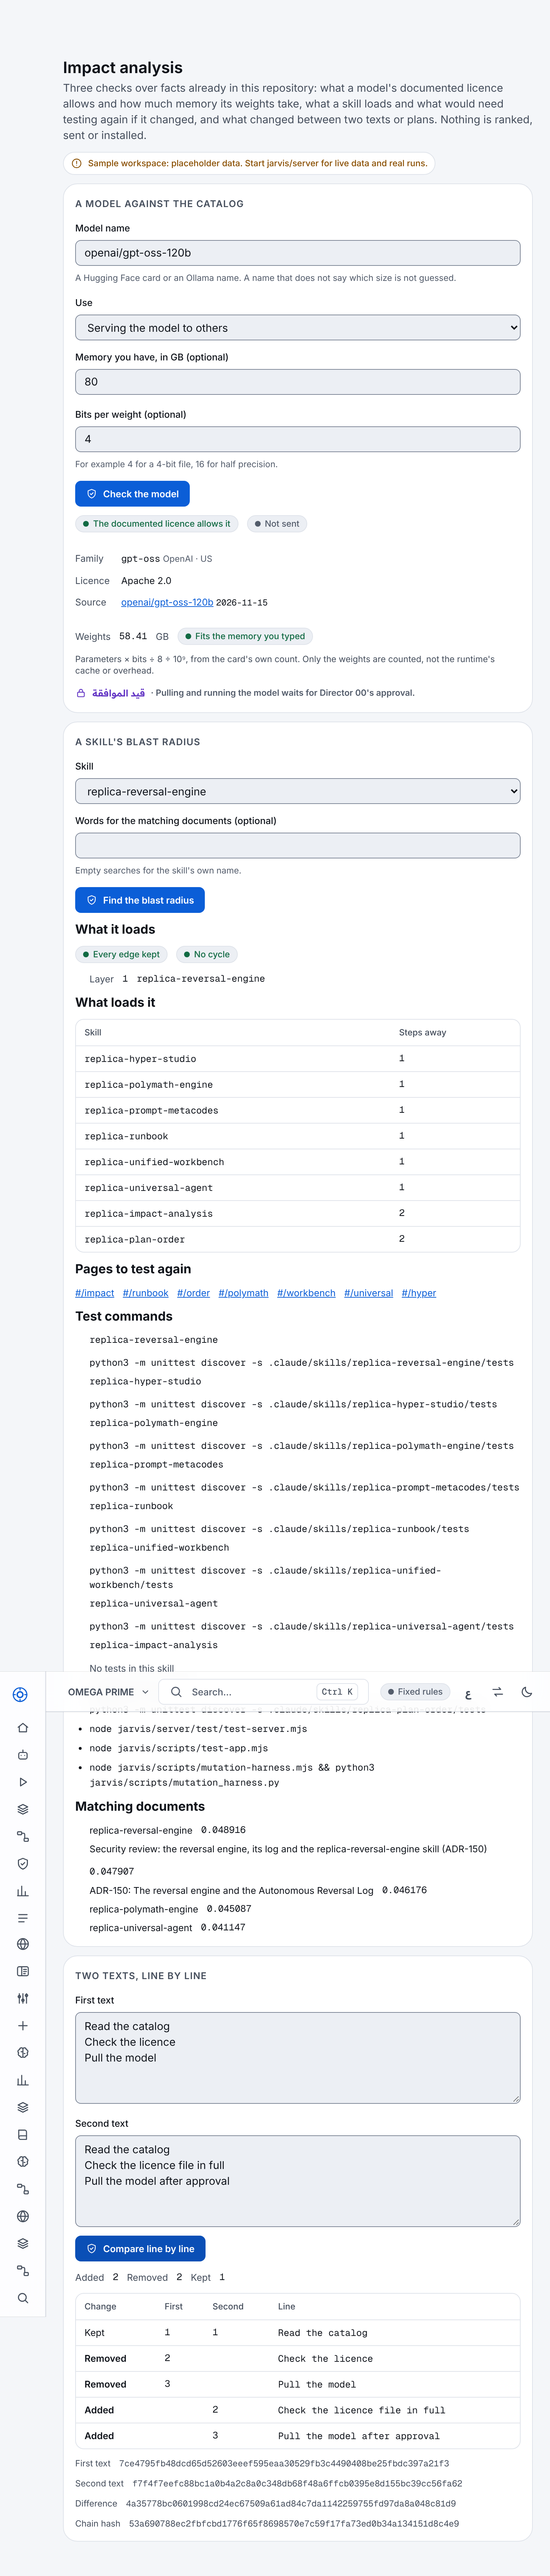 Impact analysis
Three checks over facts already in this repository: what a model's documented licence
allows and how much memory its weights take, what a skill loads and what would need
testing again if it changed, and what changed between two texts or plans. Nothing is ranked,
sent or installed.
Sample workspace: placeholder data. Start jarvis/server for live data and real runs.
A MODEL AGAINST THE CATALOG
Model name
openai/gpt-oss-120b
A Hugging Face card or an Ollama name. A name that does not say which size is not guessed.
Use
Serving the model to others
Memory you have, in GB (optional)
80
Bits per weight (optional)
4
For example 4 for a 4-bit file, 16 for half precision.
Check the model
The documented licence allows it Not sent
Family gpt-oss OpenAI · US
Licence Apache 2.0
Source openai/gpt-oss-120b 2026-11-15
Weights 58.41 GB Fits the memory you typed
Parameters × bits ÷ 8 ÷ 10⁹, from the card's own count. Only the weights are counted, not the runtime's
cache or overhead.
قيد الموافقة · Pulling and running the model waits for Director 00's approval.
A SKILL'S BLAST RADIUS
Skill
replica-reversal-engine
Words for the matching documents (optional)
Empty searches for the skill's own name.
Find the blast radius
What it loads
Every edge kept No cycle
Layer 1 replica-reversal-engine
What loads it
Skill Steps away
replica-hyper-studio 1
replica-polymath-engine 1
replica-prompt-metacodes 1
replica-runbook 1
replica-unified-workbench 1
replica-universal-agent 1
replica-impact-analysis 2
replica-plan-order 2
Pages to test again
#/impact #/runbook #/order #/polymath #/workbench #/universal #/hyper
Test commands
replica-reversal-engine
python3 -m unittest discover -s .claude/skills/replica-reversal-engine/tests
replica-hyper-studio
python3 -m unittest discover -s .claude/skills/replica-hyper-studio/tests
replica-polymath-engine
python3 -m unittest discover -s .claude/skills/replica-polymath-engine/tests
replica-prompt-metacodes
python3 -m unittest discover -s .claude/skills/replica-prompt-metacodes/tests
replica-runbook
python3 -m unittest discover -s .claude/skills/replica-runbook/tests
replica-unified-workbench
python3 -m unittest discover -s .claude/skills/replica-unified-
workbench/tests
replica-universal-agent
python3 -m unittest discover -s .claude/skills/replica-universal-agent/tests
replica-impact-analysis
No tests in this skill
OMEGA PRIME Search... Ctrl K Fixed rules ع
node jarvis/server/test/test-server.mjs
node jarvis/scripts/test-app.mjs
node jarvis/scripts/mutation-harness.mjs && python3
jarvis/scripts/mutation_harness.py
Matching documents
replica-reversal-engine 0.048916
Security review: the reversal engine, its log and the replica-reversal-engine skill (ADR-150)
0.047907
ADR-150: The reversal engine and the Autonomous Reversal Log 0.046176
replica-polymath-engine 0.045087
replica-universal-agent 0.041147
TWO TEXTS, LINE BY LINE
First text
Read the catalog
Check the licence
Pull the model
Second text
Read the catalog
Check the licence file in full
Pull the model after approval
Compare line by line
Added 2 Removed 2 Kept 1
Change First Second Line
Kept 1 1 Read the catalog
Removed 2 Check the licence
Removed 3 Pull the model
Added 2 Check the licence file in full
Added 3 Pull the model after approval
First text 7ce4795fb48dcd65d52603eeef595eaa30529fb3c4490408be25fbdc397a21f3
Second text f7f4f7eefc88bc1a0b4a2c8a0c348db68f48a6ffcb0395e8d155bc39cc56fa62
Difference 4a35778bc0601998cd24ec67509a61ad84c7da1142259755fd97da8a048c81d9
Chain hash 53a690788ec2fbfcbd1776f65f8698570e7c59f17fa73ed0b34a134151d8c4e9